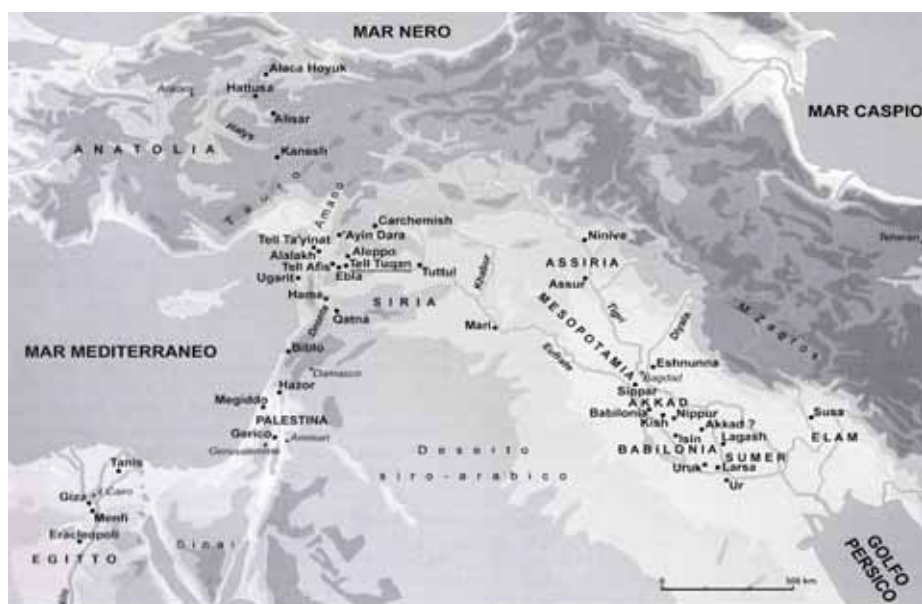 MAR NERO
Alaca Hoyuk
Hattusa
Ankara
Alisar
Halys
MAR CASPIO
ANATOLIA
Kanesh
Tauro
Amano
Carchemish
'Ayin Dara
Tell Ta'yinat
Alalakh
Aleppo
Tell Afis
Tell Tuqan
Ebla
Tuttul
Ugarit
Khabur
Ninive
ASSIRIA
Assur
Teheran
Hama
SIRIA
Oronte
Qatna
Mari
MESOPOTAMIA
Tigri
Diyala
M. Zagros
MAR MEDITERRANEO
Biblo
Damasco
Eufrate
Eshnunna
Bagdad
Sippar
Hazor
Megiddo
AKKAD
Babilonia
Kish
Nippur
Susa
PALESTINA
Akkad ?
Gerico
Amman
Gerusalemme
Isin
Lagash
ELAM
BABILONIA
SUMER
Deserto
siro-arabico
Uruk
Larsa
Ur
Tanis
Il Cairo
Giza
Menfi
Eracleopoli
Sinai
EGITTO
GOLFO
PERSICO
0
500 km